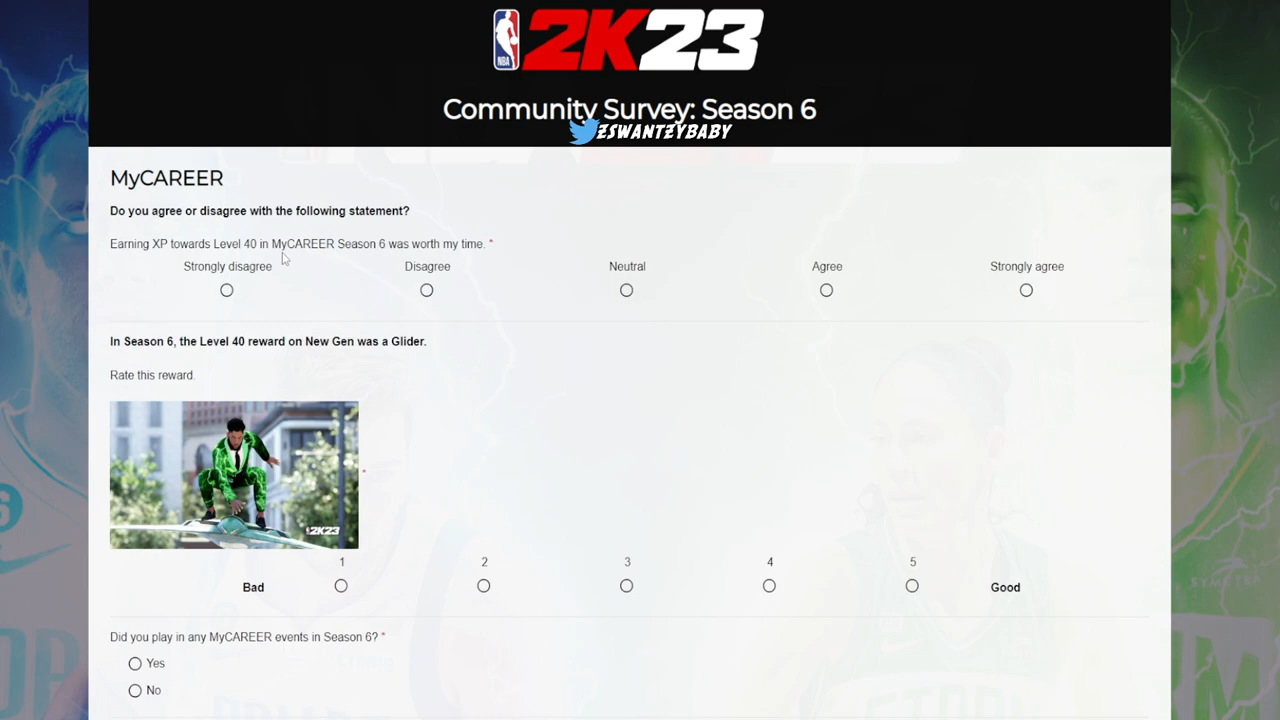 NBA 2K23
Community Survey: Season 6
ZSWANTZYBABY
MyCAREER
Do you agree or disagree with the following statement?
Earning XP towards Level 40 in MyCAREER Season 6 was worth my time. *
Strongly disagree Disagree Neutral Agree Strongly agree
In Season 6, the Level 40 reward on New Gen was a Glider.
Rate this reward.
*
2K23
1 2 3 4 5
Bad Good
Did you play in any MyCAREER events in Season 6? *
Yes
No